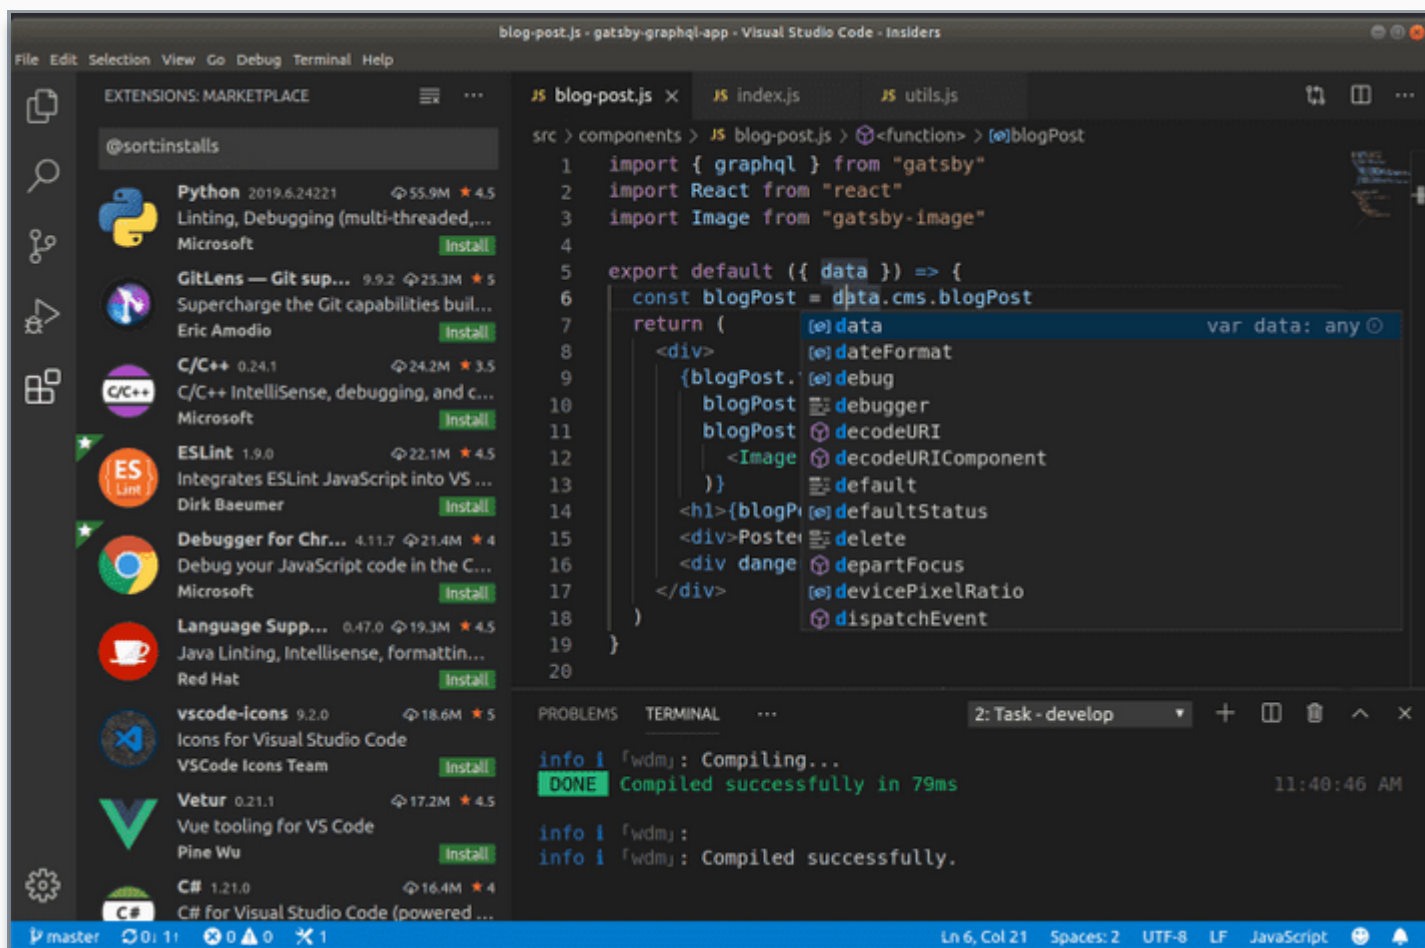 blog-post.js - gatsby-graphql-app - Visual Studio Code - Insiders
File Edit Selection View Go Debug Terminal Help
EXTENSIONS: MARKETPLACE
@sort:installs
Python 2019.6.24221 55.9M ★ 4.5
Linting, Debugging (multi-threaded,...
Microsoft Install
GitLens — Git sup... 9.9.2 25.3M ★ 5
Supercharge the Git capabilities buil...
Eric Amodio Install
C/C++ 0.24.1 24.2M ★ 3.5
C/C++ C/C++ IntelliSense, debugging, and c...
Microsoft Install
ESLint 1.9.0 22.1M ★ 4.5
ES Lint Integrates ESLint JavaScript into VS ...
Dirk Baeumer Install
Debugger for Chr... 4.11.7 21.4M ★ 4
Debug your JavaScript code in the C...
Microsoft Install
Language Supp... 0.47.0 19.3M ★ 4.5
Java Linting, Intellisense, formattin...
Red Hat Install
vscode-icons 9.2.0 18.6M ★ 5
Icons for Visual Studio Code
VSCode Icons Team Install
Vetur 0.21.1 17.2M ★ 4.5
Vue tooling for VS Code
Pine Wu Install
C# 1.21.0 16.4M ★ 4
C# C# for Visual Studio Code (powered ...
JS blog-post.js × JS index.js JS utils.js ...
src > components > JS blog-post.js > <function> > blogPost
1 import { graphql } from "gatsby"
2 import React from "react"
3 import Image from "gatsby-image"
4
5 export default ({ data }) => {
6 const blogPost = data.cms.blogPost
7 return (
8 <div>
9 {blogPost.
10 blogPost
11 blogPost
12 <Image
13 )}
14 <h1>{blogP
15 <div>Poste
16 <div dange
17 </div>
18 )
19 }
20
data var data: any
dateFormat
debug
debugger
decodeURI
decodeURIComponent
default
defaultStatus
delete
departFocus
devicePixelRatio
dispatchEvent
PROBLEMS TERMINAL ... 2: Task - develop
info i ｢wdm｣: Compiling...
DONE Compiled successfully in 79ms 11:40:46 AM
info i ｢wdm｣:
info i ｢wdm｣: Compiled successfully.
master 0↓ 1↑ 0 0 1 Ln 6, Col 21 Spaces: 2 UTF-8 LF JavaScript